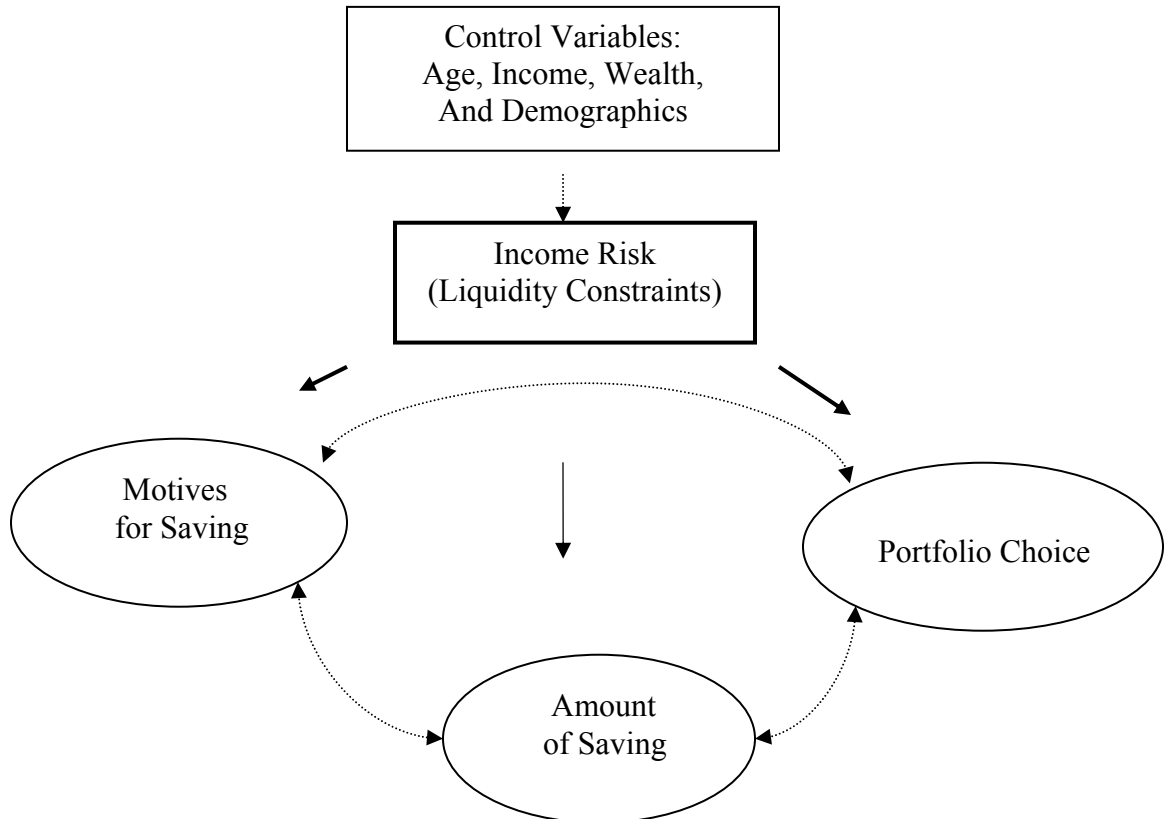 Control Variables:
Age, Income, Wealth,
And Demographics
Income Risk
(Liquidity Constraints)
Motives
for Saving
Portfolio Choice
Amount
of Saving